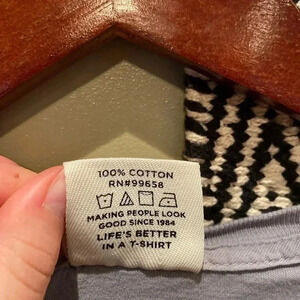 100% COTTON
RN#99658
MAKING PEOPLE LOOK
GOOD SINCE 1984
LIFE'S BETTER
IN A T-SHIRT